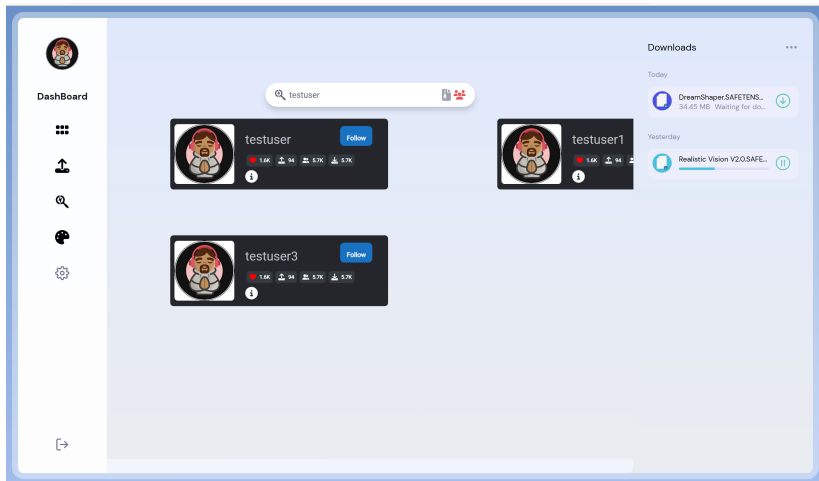 DashBoard
testuser
testuser
Follow
1.6K 94 5.7K 5.7K
testuser1
1.6K 94
testuser3
Follow
1.6K 94 5.7K 5.7K
Downloads
Today
DreamShaper.SAFETENS...
34.45 MB Waiting for do...
Yesterday
Realistic Vision V2.0.SAFE...